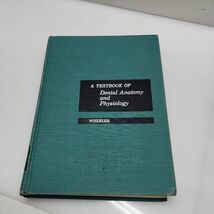 A TEXTBOOK OF
Dental Anatomy
and
Physiology
WHEELER